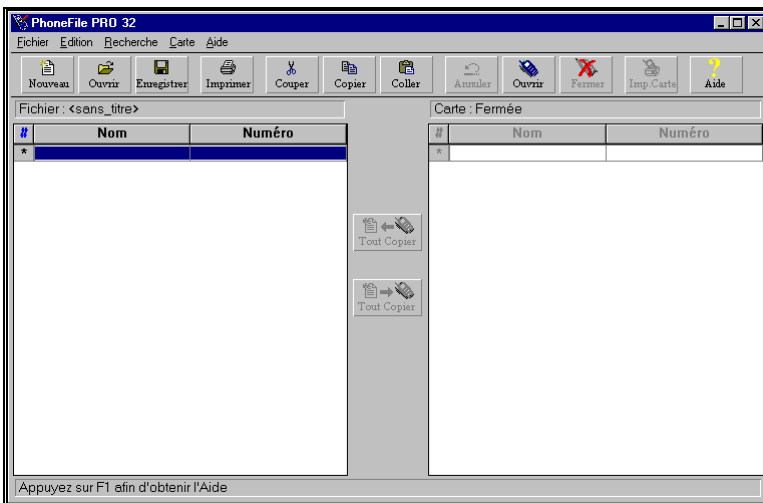 PhoneFile PRO 32
Fichier Edition Recherche Carte Aide
Nouveau Ouvrir Enregistrer Imprimer Couper Copier Coller Annuler Ouvrir Fermer Imp.Carte Aide
Fichier : <sans_titre> Carte : Fermée
# Nom Numéro # Nom Numéro
* *
Tout Copier
Tout Copier
Appuyez sur F1 afin d'obtenir l'Aide